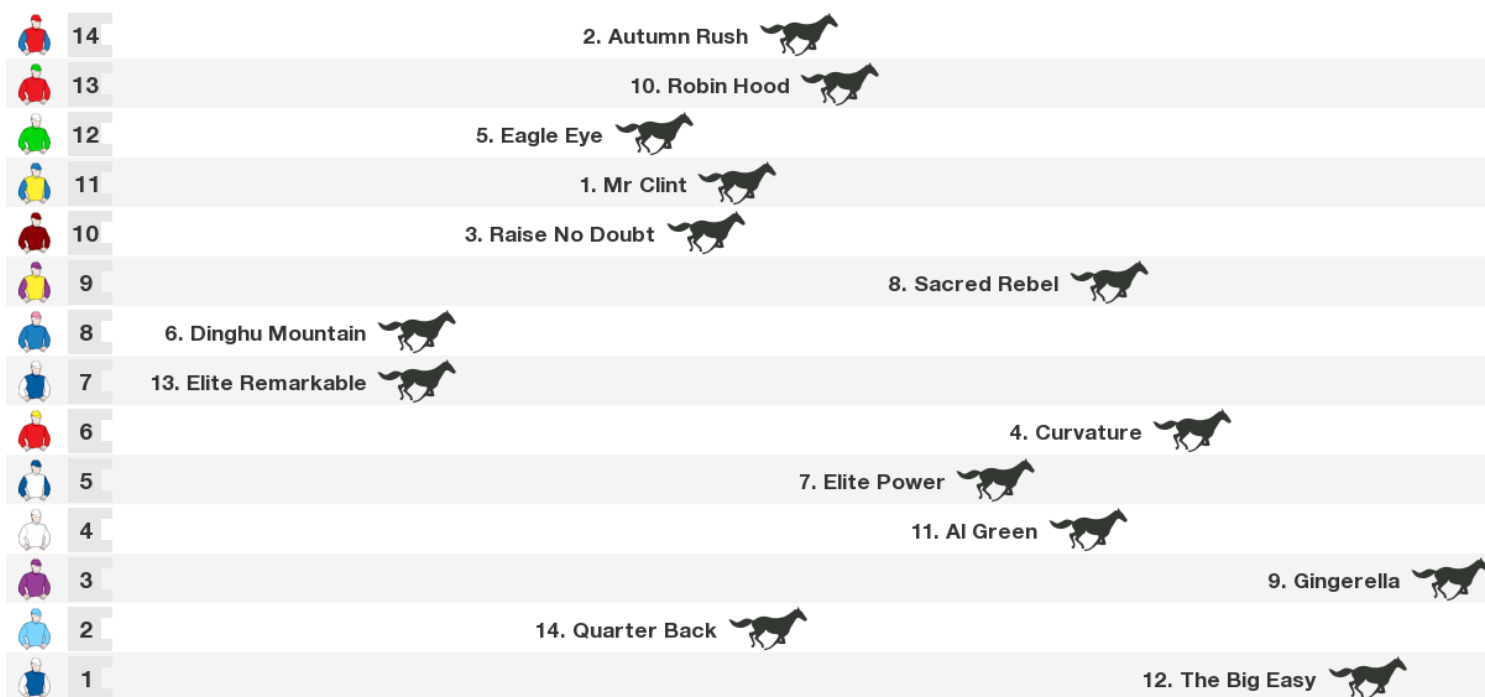 14 2. Autumn Rush
13 10. Robin Hood
12 5. Eagle Eye
11 1. Mr Clint
10 3. Raise No Doubt
9 8. Sacred Rebel
8 6. Dinghu Mountain
7 13. Elite Remarkable
6 4. Curvature
5 7. Elite Power
4 11. Al Green
3 9. Gingerella
2 14. Quarter Back
1 12. The Big Easy